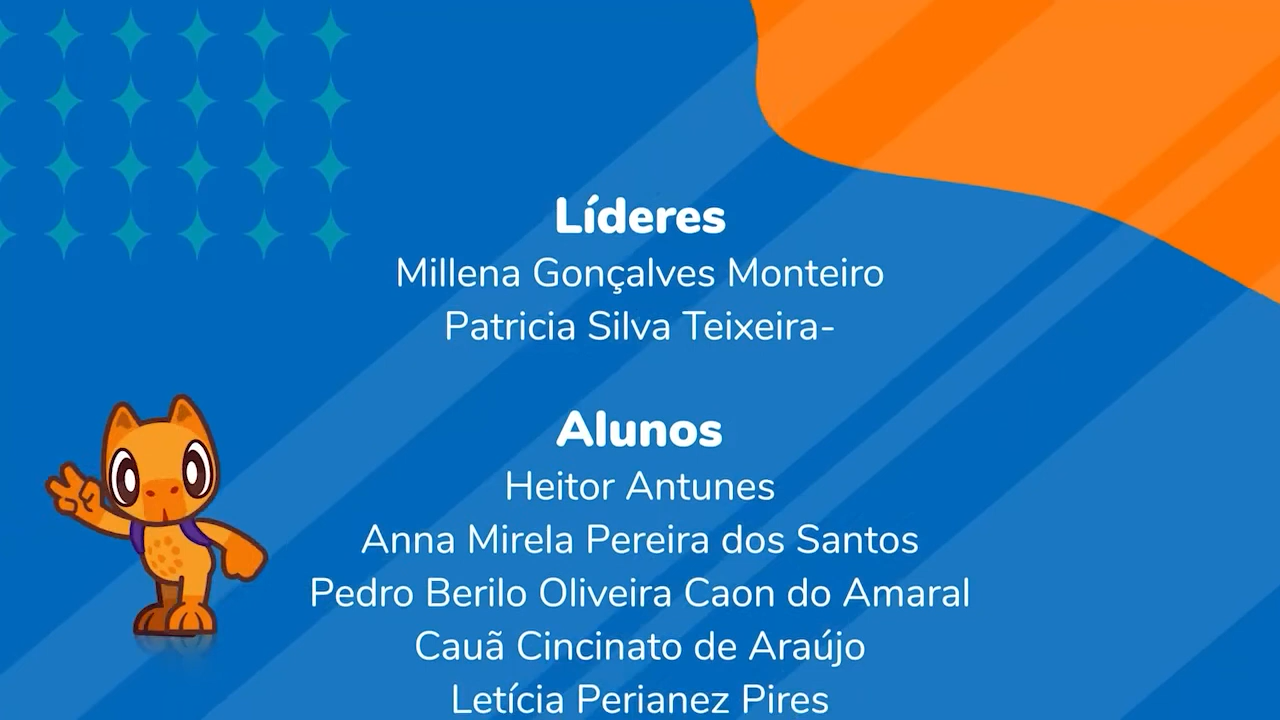 Líderes
Millena Gonçalves Monteiro
Patricia Silva Teixeira-
Alunos
Heitor Antunes
Anna Mirela Pereira dos Santos
Pedro Berilo Oliveira Caon do Amaral
Cauã Cincinato de Araújo
Letícia Perianez Pires